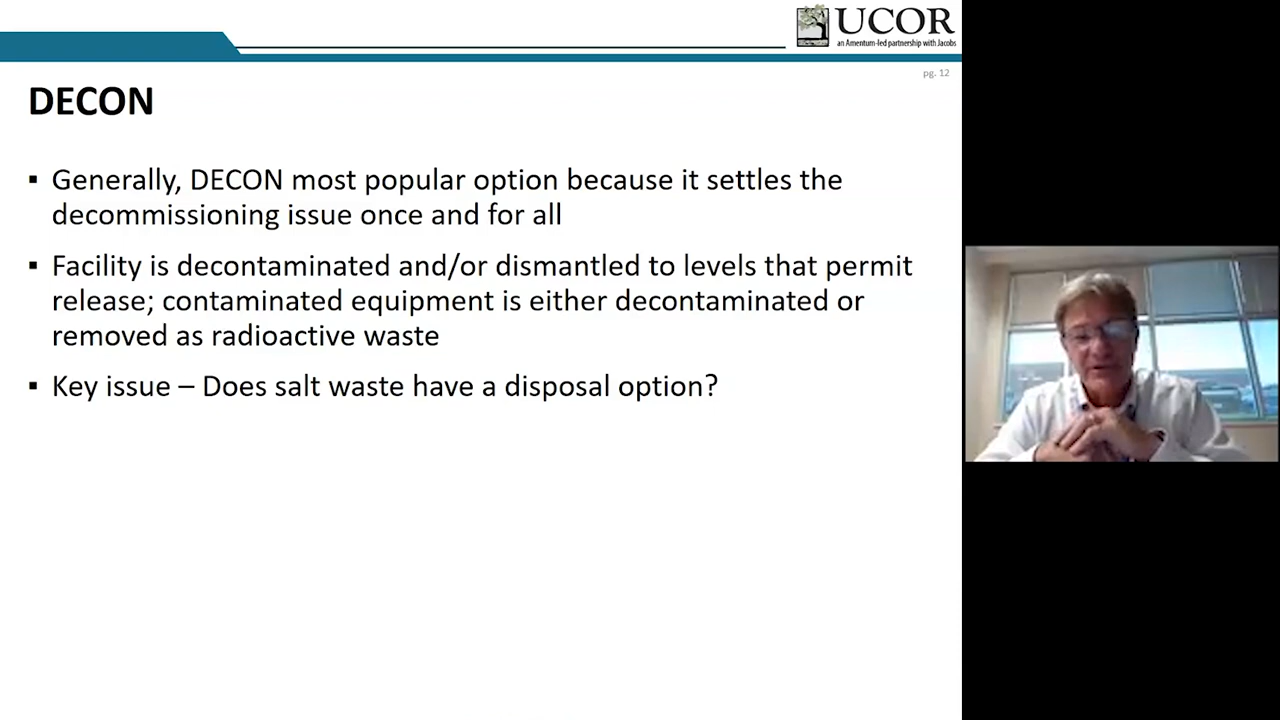 UCOR
an Amentum-led partnership with Jacobs
pg. 12
DECON
▪ Generally, DECON most popular option because it settles the
decommissioning issue once and for all
▪ Facility is decontaminated and/or dismantled to levels that permit
release; contaminated equipment is either decontaminated or
removed as radioactive waste
▪ Key issue – Does salt waste have a disposal option?